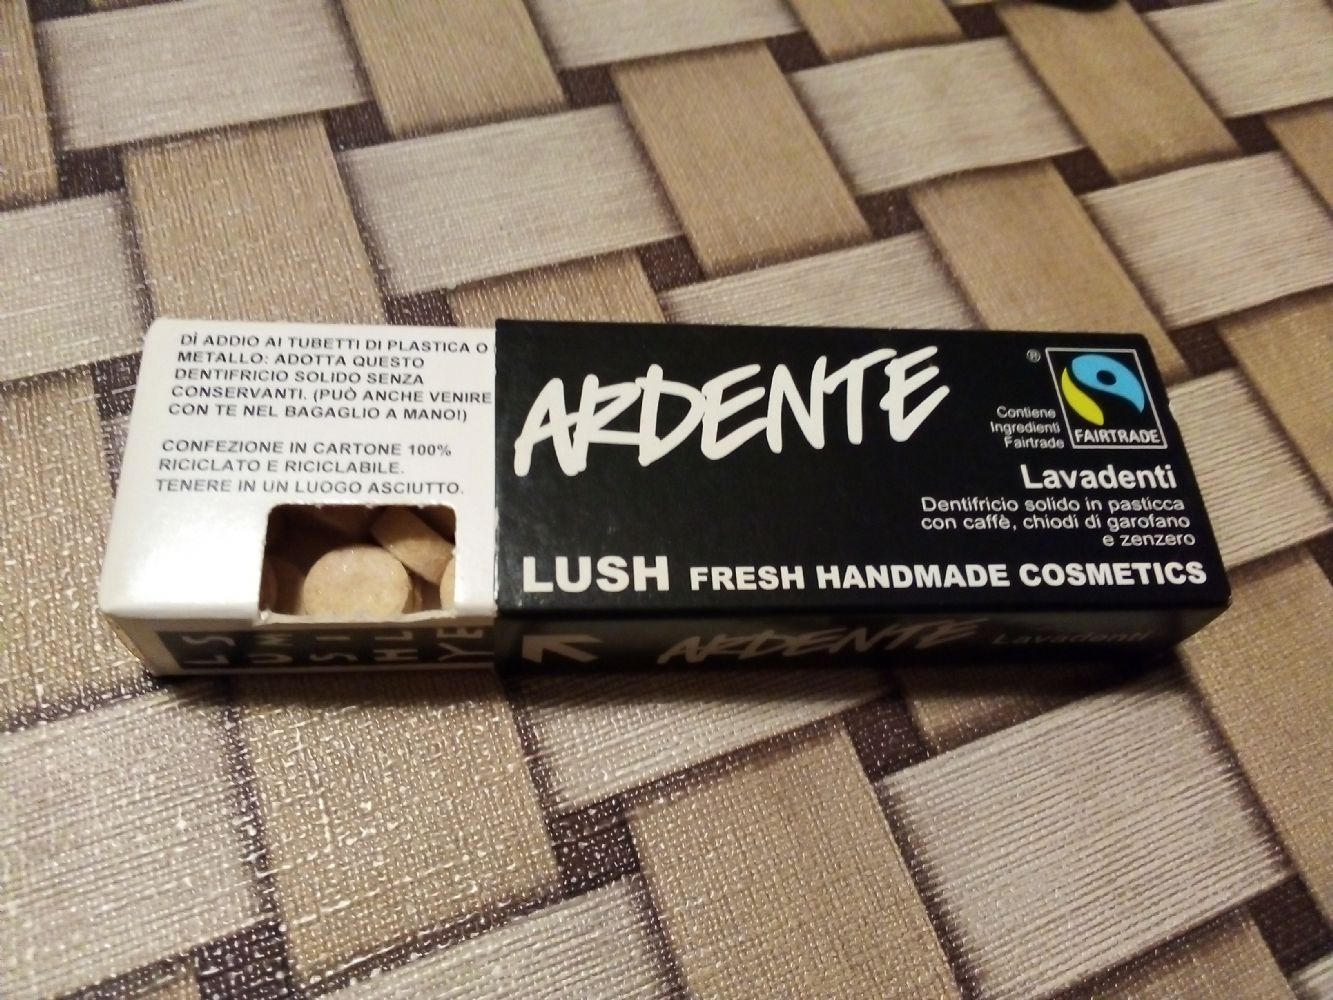 DÌ ADDIO AI TUBETTI DI PLASTICA O
METALLO: ADOTTA QUESTO
DENTIFRICIO SOLIDO SENZA
CONSERVANTI. (PUÒ ANCHE VENIRE
CON TE NEL BAGAGLIO A MANO!)
CONFEZIONE IN CARTONE 100%
RICICLATO E RICICLABILE.
TENERE IN UN LUOGO ASCIUTTO.
ARDENTE
®
Contiene
Ingredienti
Fairtrade
FAIRTRADE
Lavadenti
Dentifricio solido in pasticca
con caffè, chiodi di garofano
e zenzero
LUSH FRESH HANDMADE COSMETICS
ARDENTE Lavadenti